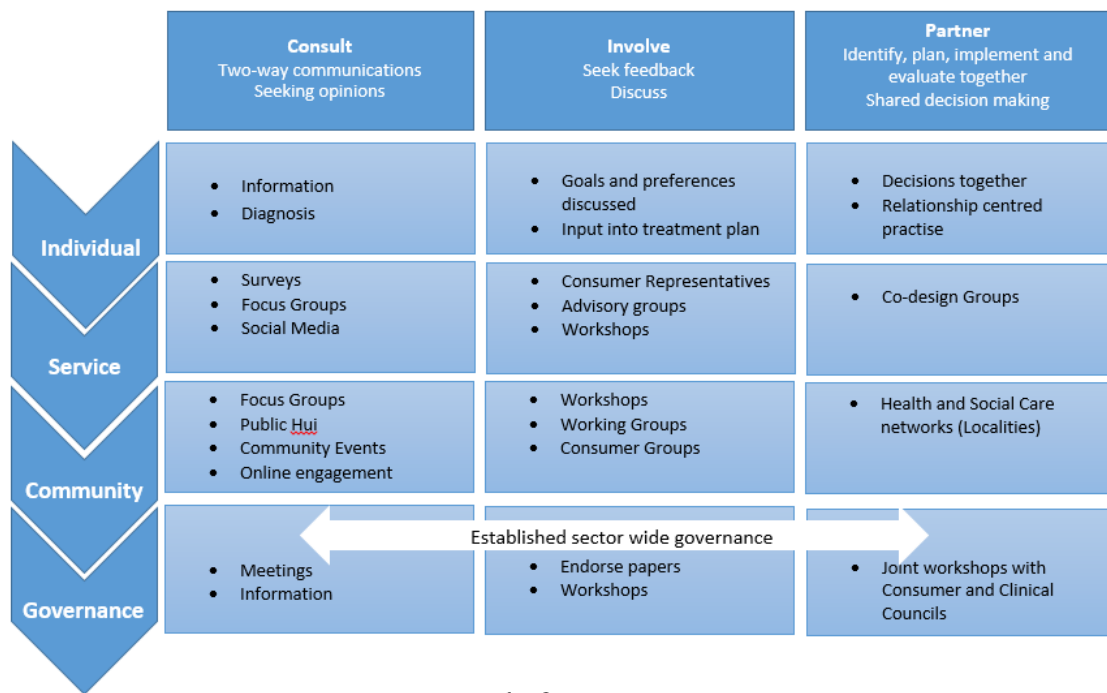 Consult
Two-way communications
Seeking opinions
Involve
Seek feedback
Discuss
Partner
Identify, plan, implement and
evaluate together
Shared decision making
Individual
• Information
• Diagnosis
• Goals and preferences
discussed
• Input into treatment plan
• Decisions together
• Relationship centred
practise
Service
• Surveys
• Focus Groups
• Social Media
• Consumer Representatives
• Advisory groups
• Workshops
• Co-design Groups
Community
• Focus Groups
• Public Hui
• Community Events
• Online engagement
• Workshops
• Working Groups
• Consumer Groups
• Health and Social Care
networks (Localities)
Governance
Established sector wide governance
• Meetings
• Information
• Endorse papers
• Workshops
• Joint workshops with
Consumer and Clinical
Councils